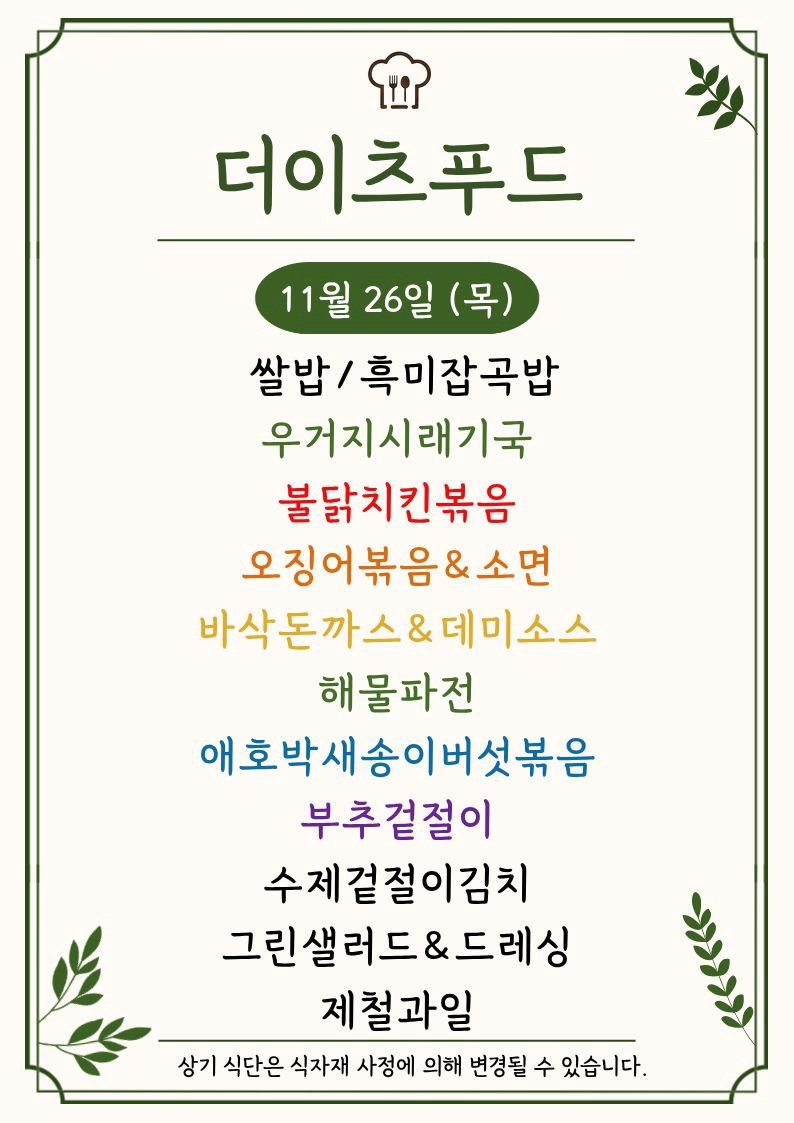 더이츠푸드
11월 26일 (목)
쌀밥/흑미잡곡밥
우거지시래기국
불닭치킨볶음
오징어볶음&소면
바삭돈까스&데미소스
해물파전
애호박새송이버섯볶음
부추겉절이
수제겉절이김치
그린샐러드&드레싱
제철과일
상기 식단은 식자재 사정에 의해 변경될 수 있습니다.